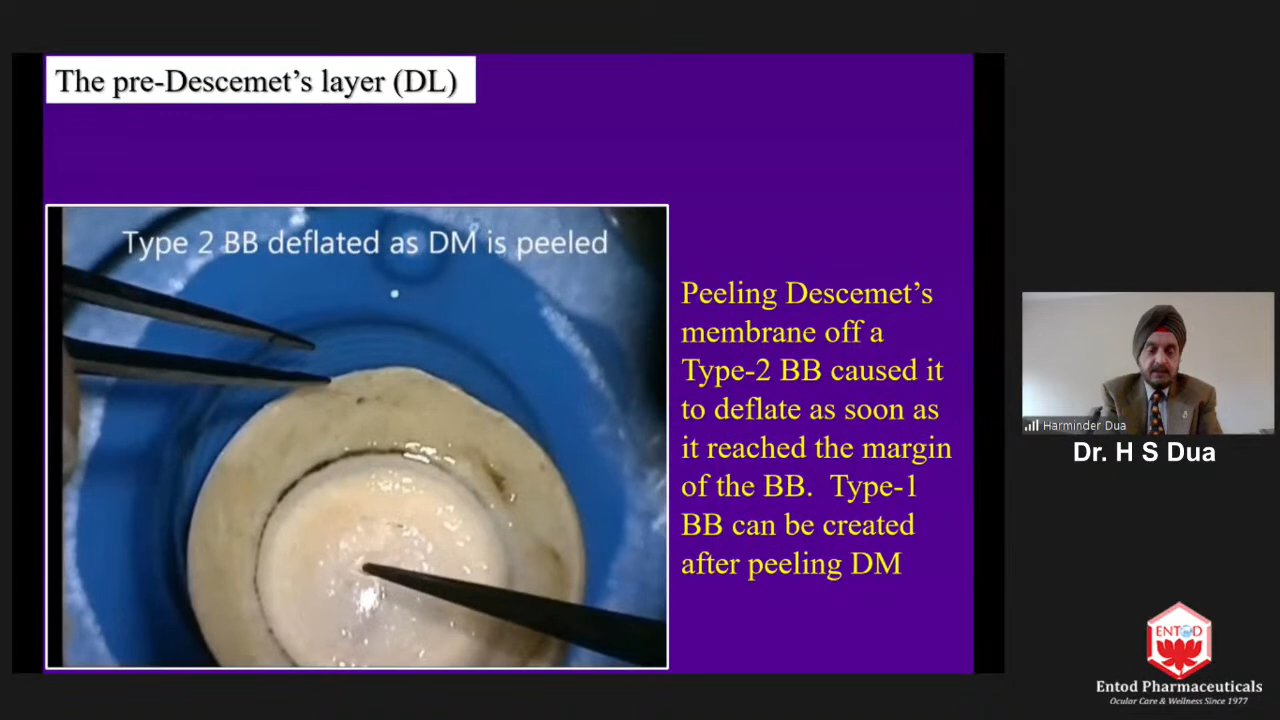 The pre-Descemet’s layer (DL)
Type 2 BB deflated as DM is peeled
Peeling Descemet’s
membrane off a
Type-2 BB caused it
to deflate as soon as
it reached the margin
of the BB.  Type-1
BB can be created
after peeling DM
Harminder Dua
Dr. H S Dua
ENTOD
Entod Pharmaceuticals
Ocular Care & Wellness Since 1977